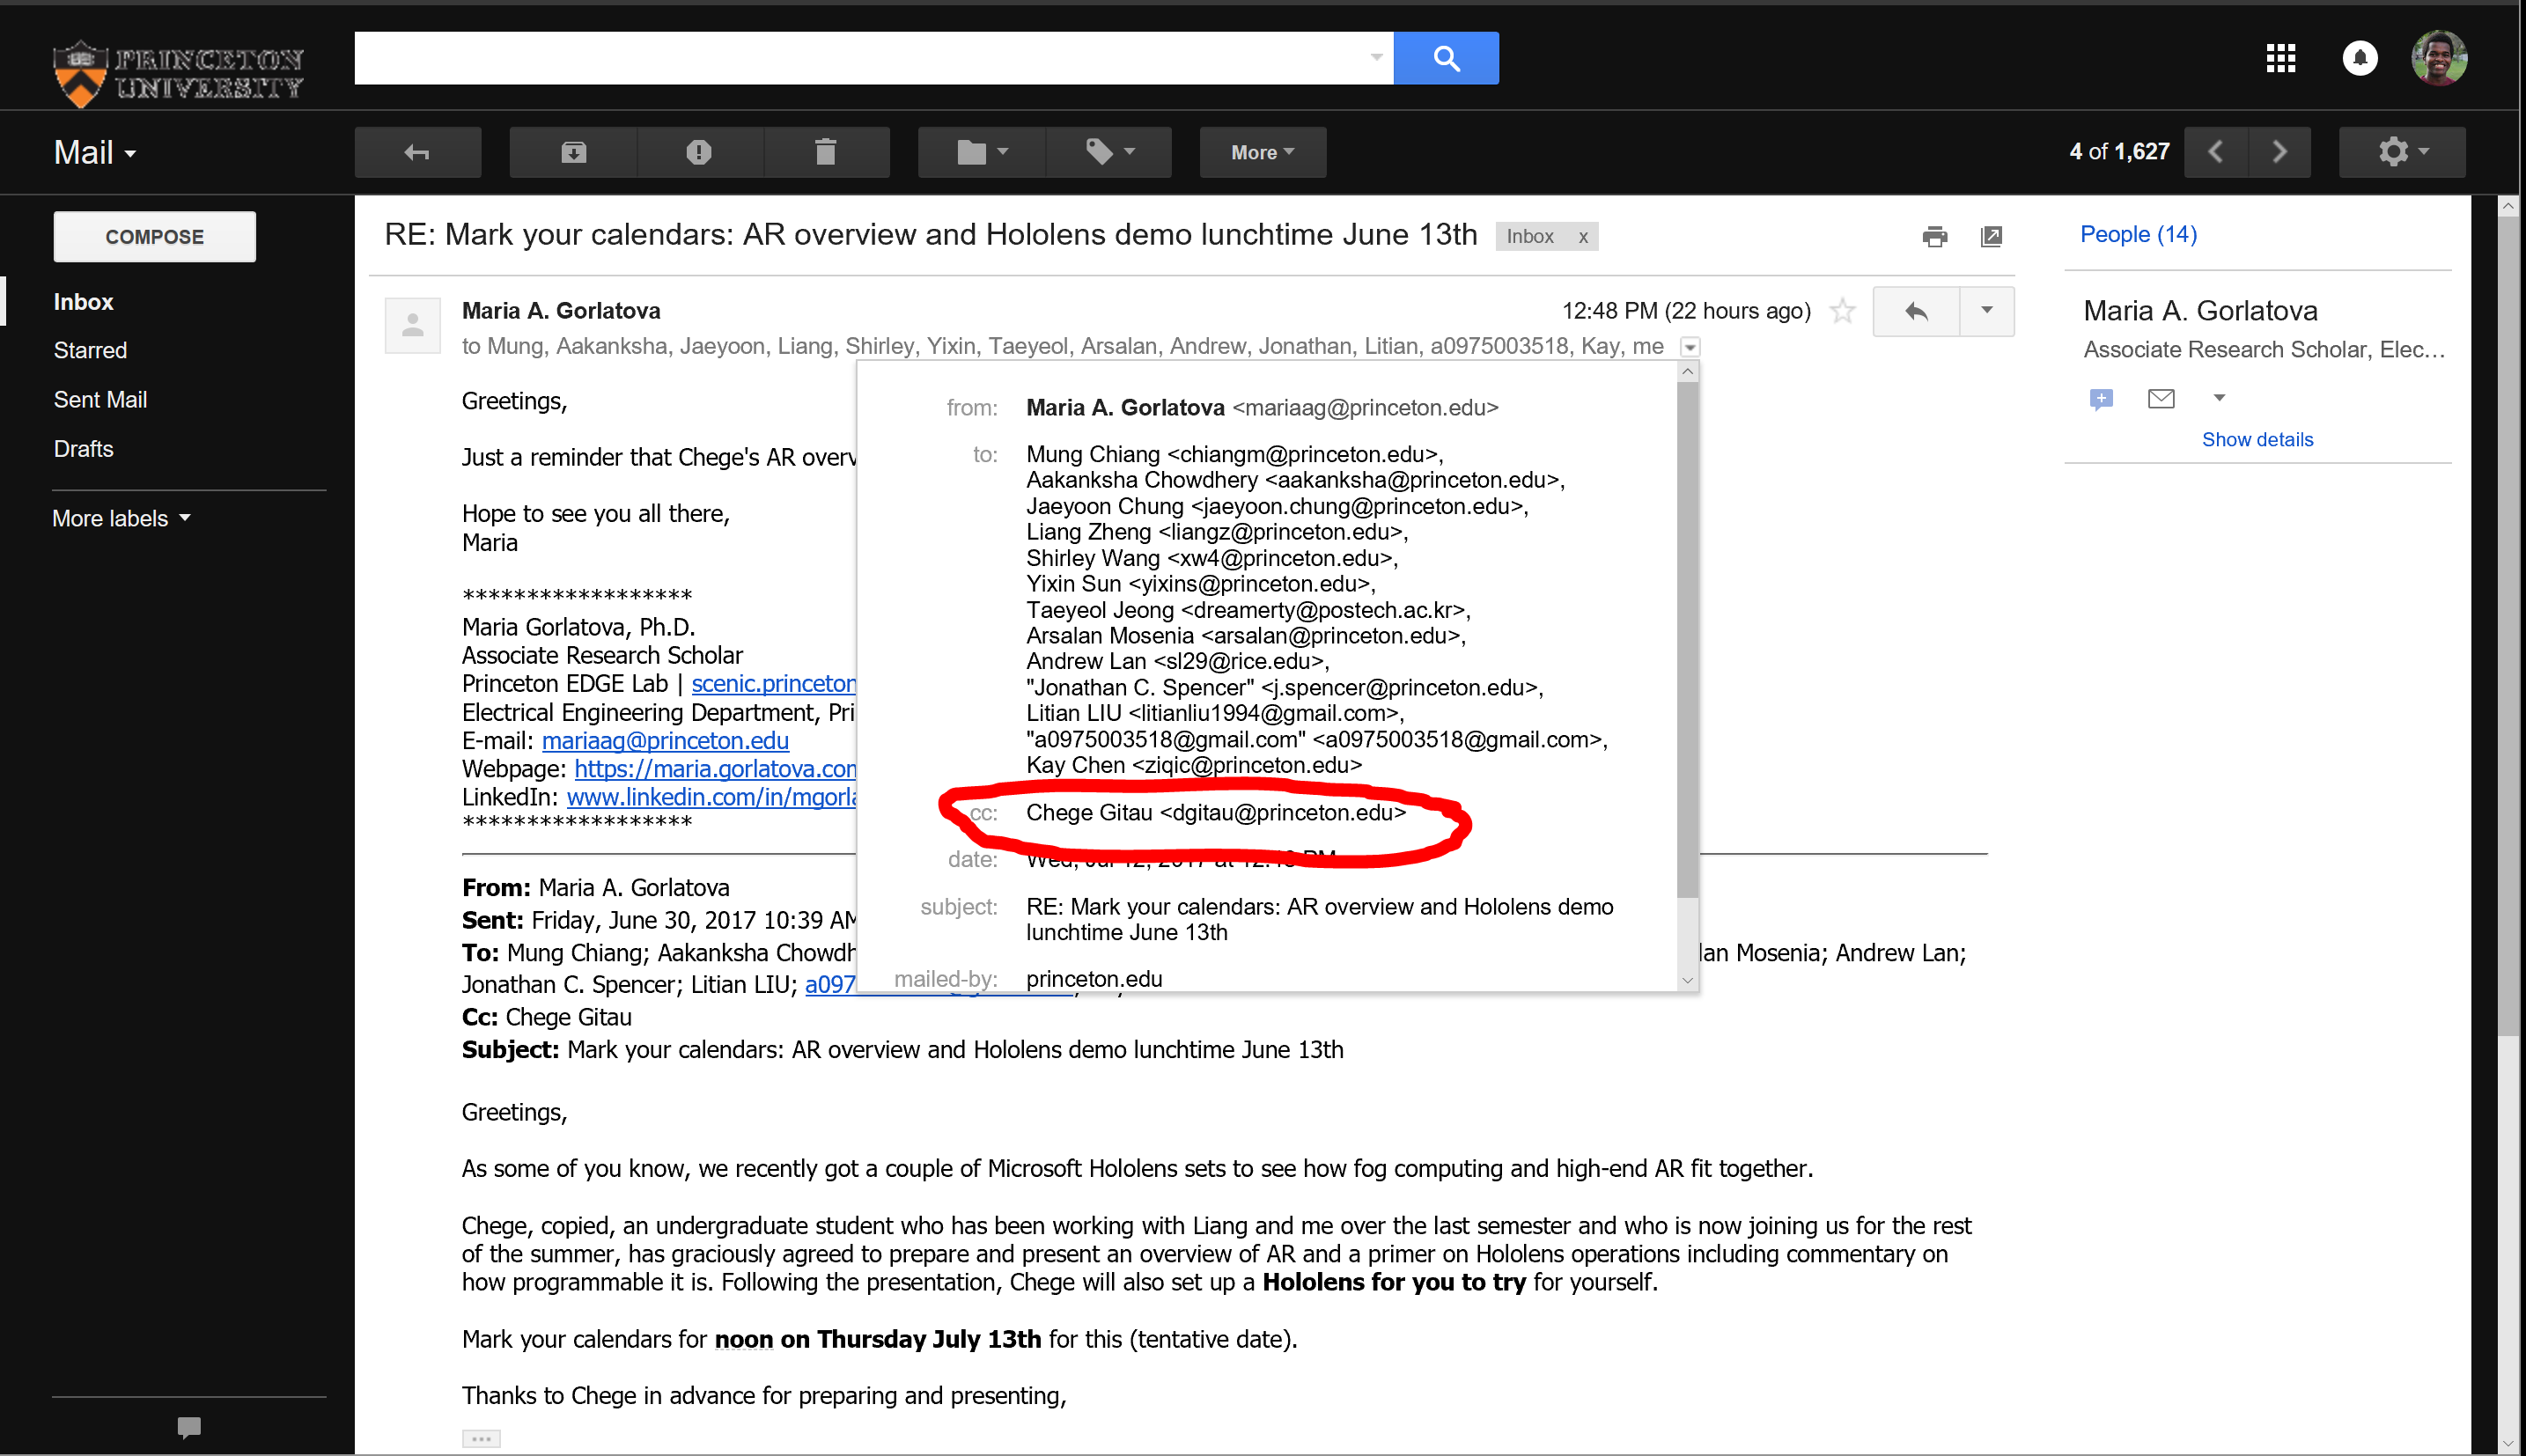 PRINCETON
UNIVERSITY
Mail
More
4 of 1,627
COMPOSE
Inbox
Starred
Sent Mail
Drafts
More labels
RE: Mark your calendars: AR overview and Hololens demo lunchtime June 13th
Inbox x
Maria A. Gorlatova
12:48 PM (22 hours ago)
to Mung, Aakanksha, Jaeyoon, Liang, Shirley, Yixin, Taeyeol, Arsalan, Andrew, Jonathan, Litian, a0975003518, Kay, me
Greetings,
Just a reminder that Chege's AR
Hope to see you all there,
Maria
******************
Maria Gorlatova, Ph.D.
Associate Research Scholar
Princeton EDGE Lab | scenic.princeton
Electrical Engineering Department,
E-mail: mariaag@princeton.edu
Webpage: https://maria.gorlatova.com
LinkedIn: www.linkedin.com/in/mgorla
******************
from: Maria A. Gorlatova <mariaag@princeton.edu>
to: Mung Chiang <chiangm@princeton.edu>,
Aakanksha Chowdhery <aakanksha@princeton.edu>,
Jaeyoon Chung <jaeyoon.chung@princeton.edu>,
Liang Zheng <liangz@princeton.edu>,
Shirley Wang <xw4@princeton.edu>,
Yixin Sun <yixins@princeton.edu>,
Taeyeol Jeong <dreamerty@postech.ac.kr>,
Arsalan Mosenia <arsalan@princeton.edu>,
Andrew Lan <sl29@rice.edu>,
"Jonathan C. Spencer" <j.spencer@princeton.edu>,
Litian LIU <litianliu1994@gmail.com>,
"a0975003518@gmail.com" <a0975003518@gmail.com>,
Kay Chen <ziqic@princeton.edu>
cc: Chege Gitau <dgitau@princeton.edu>
date: Wed, Jul 12, 2017 at 12:48 PM
subject: RE: Mark your calendars: AR overview and Hololens demo
lunchtime June 13th
mailed-by: princeton.edu
From: Maria A. Gorlatova
Sent: Friday, June 30, 2017 10:39 AM
To: Mung Chiang; Aakanksha Chowdh lan Mosenia; Andrew Lan;
Jonathan C. Spencer; Litian LIU; a097
Cc: Chege Gitau
Subject: Mark your calendars: AR overview and Hololens demo lunchtime June 13th
Greetings,
As some of you know, we recently got a couple of Microsoft Hololens sets to see how fog computing and high-end AR fit together.
Chege, copied, an undergraduate student who has been working with Liang and me over the last semester and who is now joining us for the rest
of the summer, has graciously agreed to prepare and present an overview of AR and a primer on Hololens operations including commentary on
how programmable it is. Following the presentation, Chege will also set up a Hololens for you to try for yourself.
Mark your calendars for noon on Thursday July 13th for this (tentative date).
Thanks to Chege in advance for preparing and presenting,
People (14)
Maria A. Gorlatova
Associate Research Scholar, Elec…
Show details